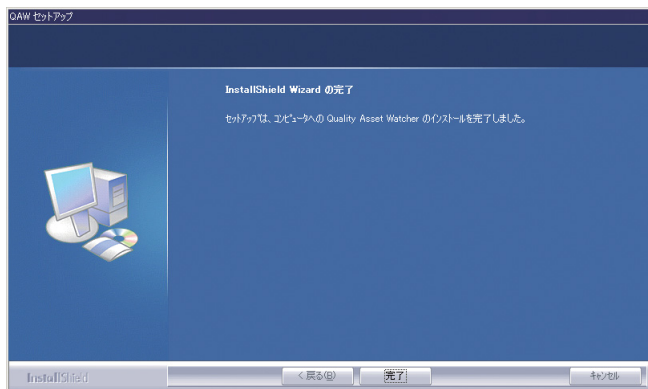 QAW セットアップ
InstallShield Wizard の完了
セットアップは、コンピュータへの Quality Asset Watcher のインストールを完了しました。
InstallShield
< 戻る(B)
完了
キャンセル